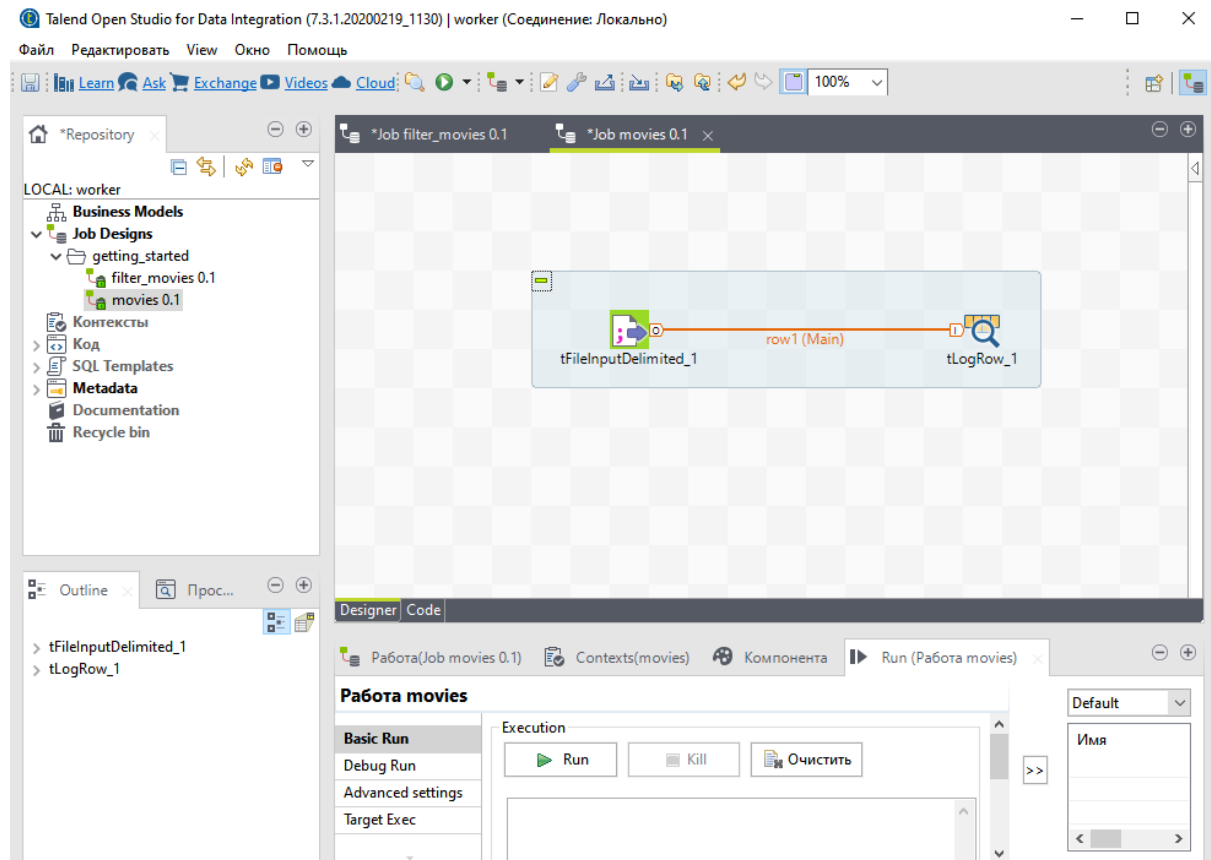 Talend Open Studio for Data Integration (7.3.1.20200219_1130) | worker (Соединение: Локально)
Файл Редактировать View Окно Помощь
Learn Ask Exchange Videos Cloud 100%
*Repository
*Job filter_movies 0.1 *Job movies 0.1
LOCAL: worker
Business Models
Job Designs
getting_started
filter_movies 0.1
movies 0.1
Контексты
Код
SQL Templates
Metadata
Documentation
Recycle bin
row1 (Main)
tFileInputDelimited_1 tLogRow_1
Outline Прос...
Designer Code
tFileInputDelimited_1
tLogRow_1
Работа(Job movies 0.1) Contexts(movies) Компонента Run (Работа movies)
Работа movies
Default
Basic Run
Debug Run
Advanced settings
Target Exec
Execution
Run Kill Очистить
>>
Имя